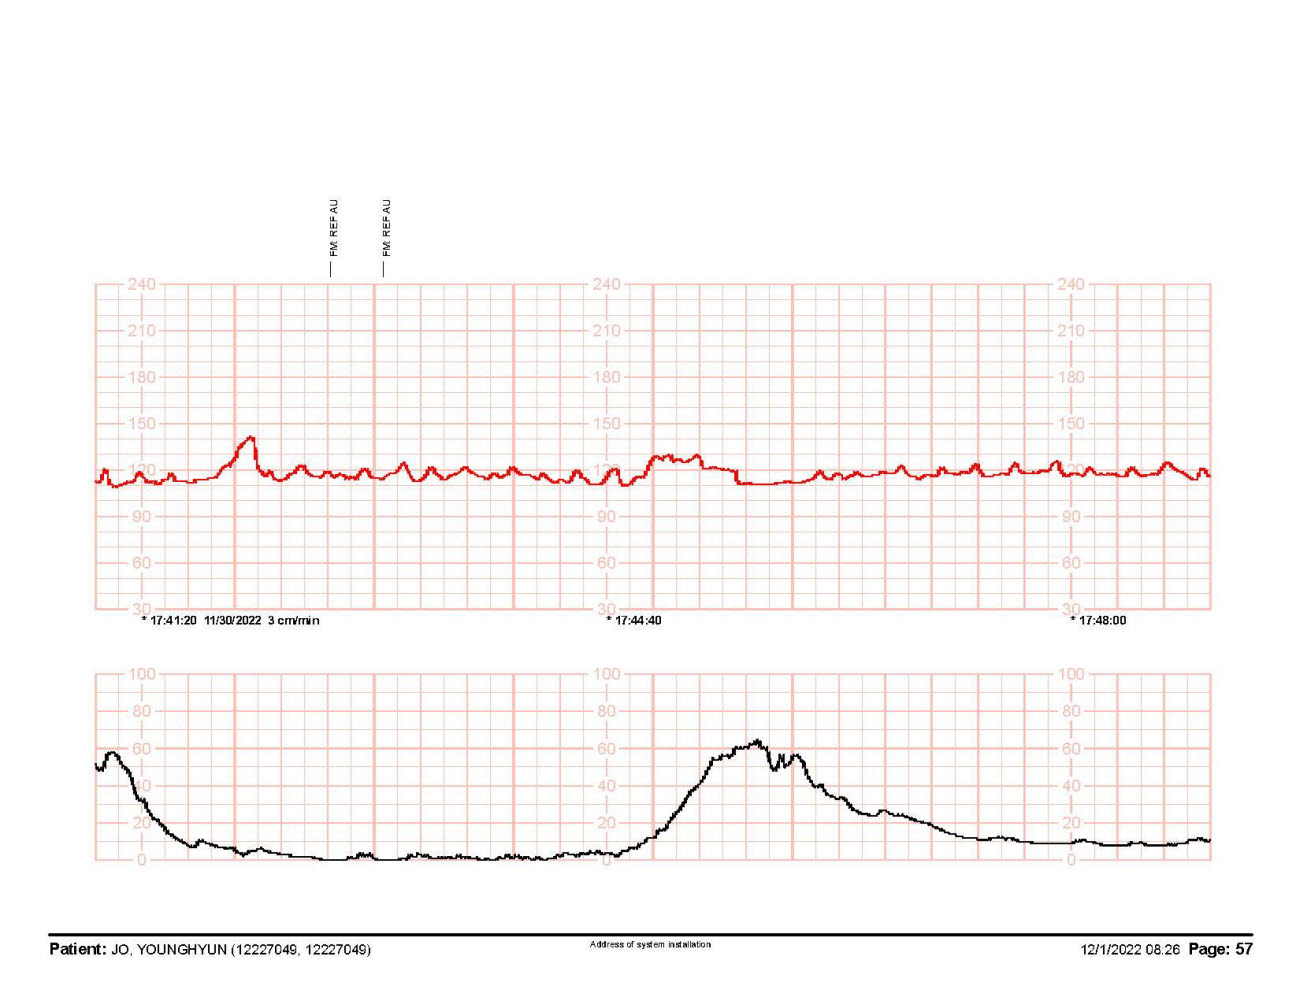 FM: REF AU
FM: REF AU
240 240 240
210 210 210
180 180 180
150 150 150
120 120 120
90 90 90
60 60 60
30 30
* 17:41:20 11/30/2022 3 cm/min * 17:44:40 * 17:48:00
100 100 100
80 80 80
60 60 60
40 40 40
20 20 20
0 0 0
Patient: JO, YOUNGHYUN (12227049, 12227049) Address of system installation 12/1/2022 08:26 Page: 57